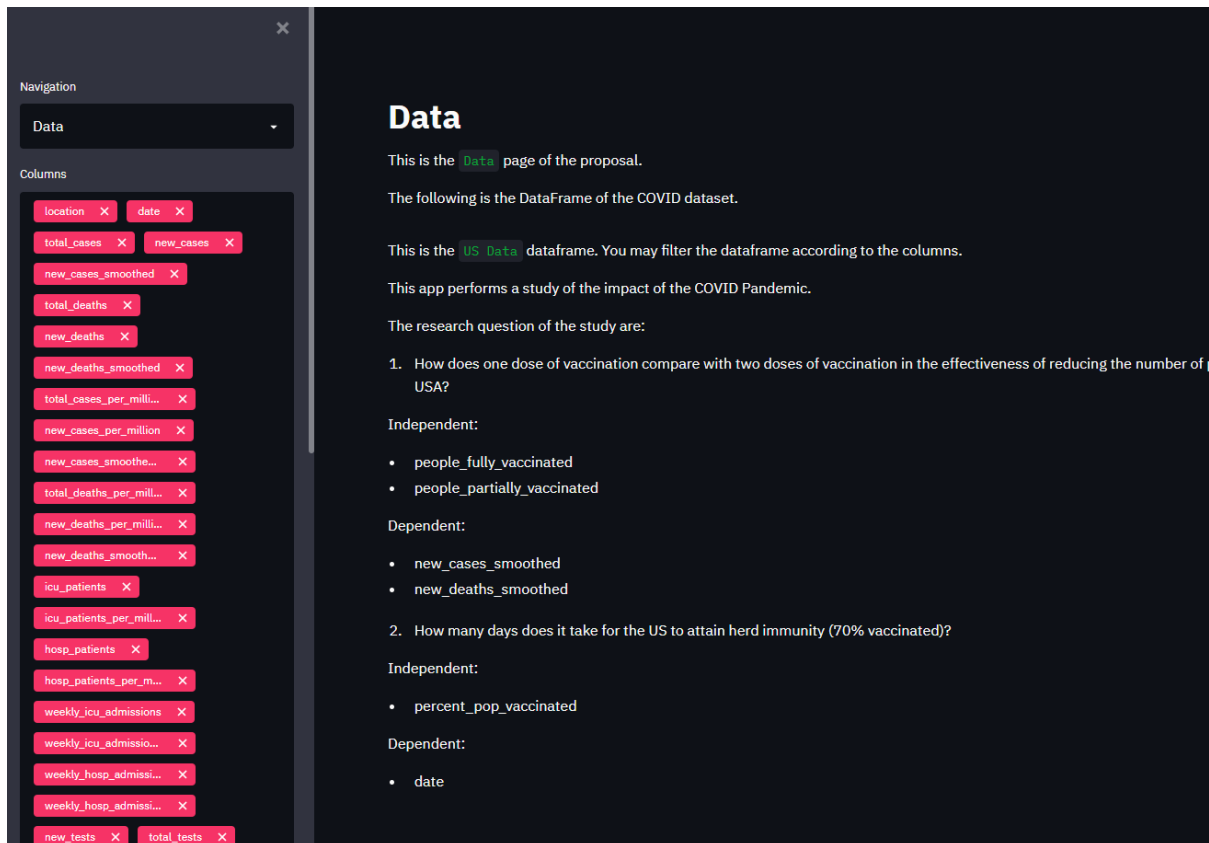 Navigation
Data
Columns
location
date
total_cases
new_cases
new_cases_smoothed
total_deaths
new_deaths
new_deaths_smoothed
total_cases_per_milli...
new_cases_per_million
new_cases_smoothe...
total_deaths_per_mill...
new_deaths_per_milli...
new_deaths_smooth...
icu_patients
icu_patients_per_mill...
hosp_patients
hosp_patients_per_m...
weekly_icu_admissions
weekly_icu_admissio...
weekly_hosp_admissi...
weekly_hosp_admissi...
new_tests
total_tests
Data
This is the Data page of the proposal.
The following is the DataFrame of the COVID dataset.
This is the US Data dataframe. You may filter the dataframe according to the columns.
This app performs a study of the impact of the COVID Pandemic.
The research question of the study are:
1. How does one dose of vaccination compare with two doses of vaccination in the effectiveness of reducing the number of
USA?
Independent:
• people_fully_vaccinated
• people_partially_vaccinated
Dependent:
• new_cases_smoothed
• new_deaths_smoothed
2. How many days does it take for the US to attain herd immunity (70% vaccinated)?
Independent:
• percent_pop_vaccinated
Dependent:
• date